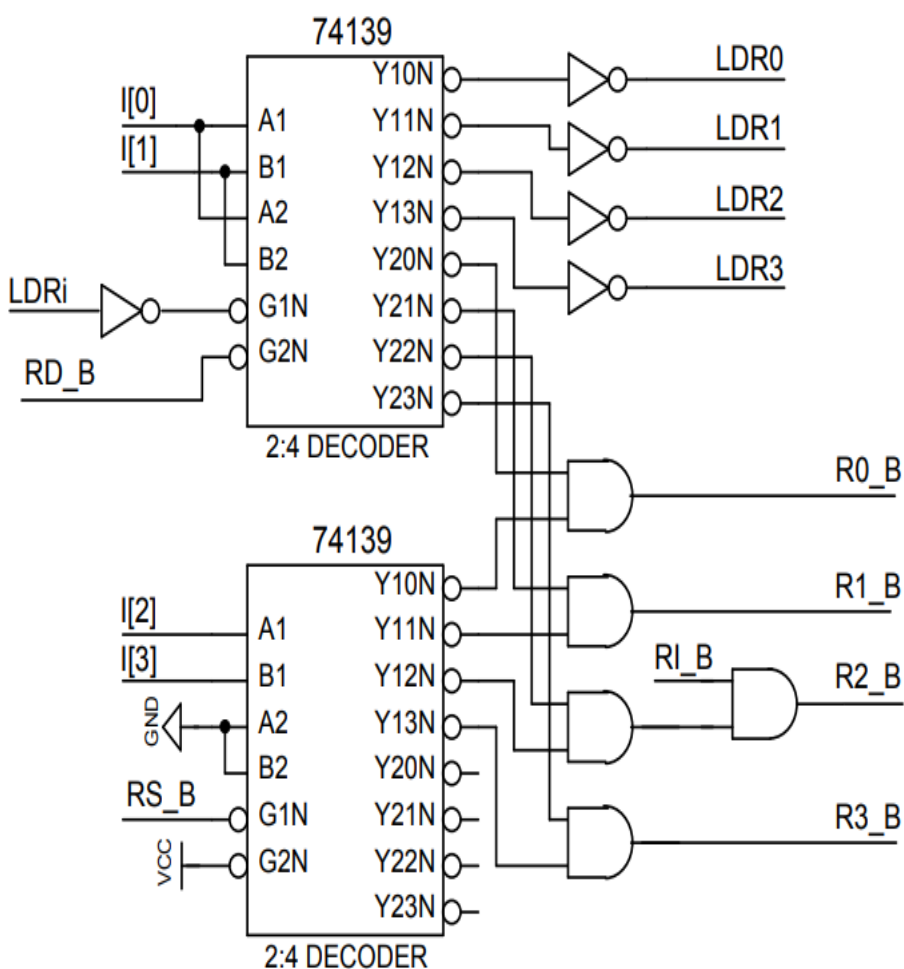 74139
I[0]
I[1]
LDRi
RD_B
A1
B1
A2
B2
G1N
G2N
Y10N
Y11N
Y12N
Y13N
Y20N
Y21N
Y22N
Y23N
2:4 DECODER
LDR0
LDR1
LDR2
LDR3
74139
I[2]
I[3]
GND
RS_B
VCC
A1
B1
A2
B2
G1N
G2N
Y10N
Y11N
Y12N
Y13N
Y20N
Y21N
Y22N
Y23N
2:4 DECODER
R0_B
R1_B
RI_B
R2_B
R3_B